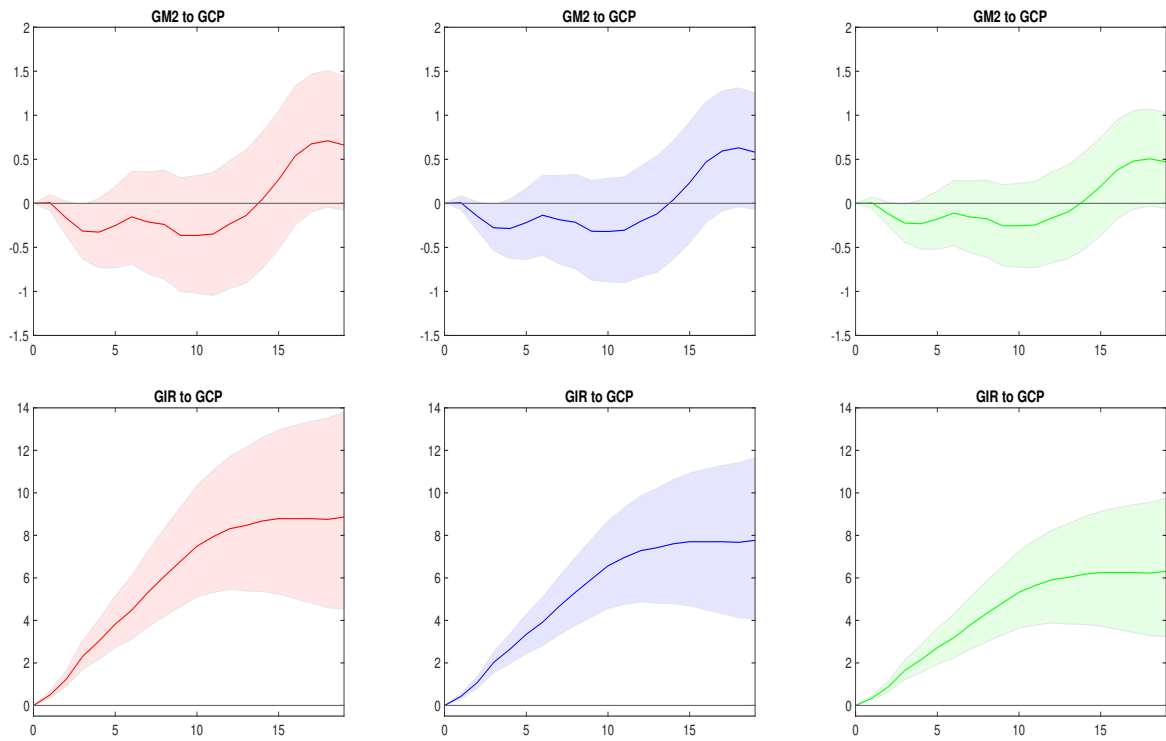 GM2 to GCP GM2 to GCP GM2 to GCP
2 2 2
1.5 1.5 1.5
1 1 1
0.5 0.5 0.5
0 0 0
-0.5 -0.5 -0.5
-1 -1 -1
-1.5 -1.5 -1.5
0 5 10 15 0 5 10 15 0 5 10 15
GIR to GCP GIR to GCP GIR to GCP
14 14 14
12 12 12
10 10 10
8 8 8
6 6 6
4 4 4
2 2 2
0 0 0
0 5 10 15 0 5 10 15 0 5 10 15